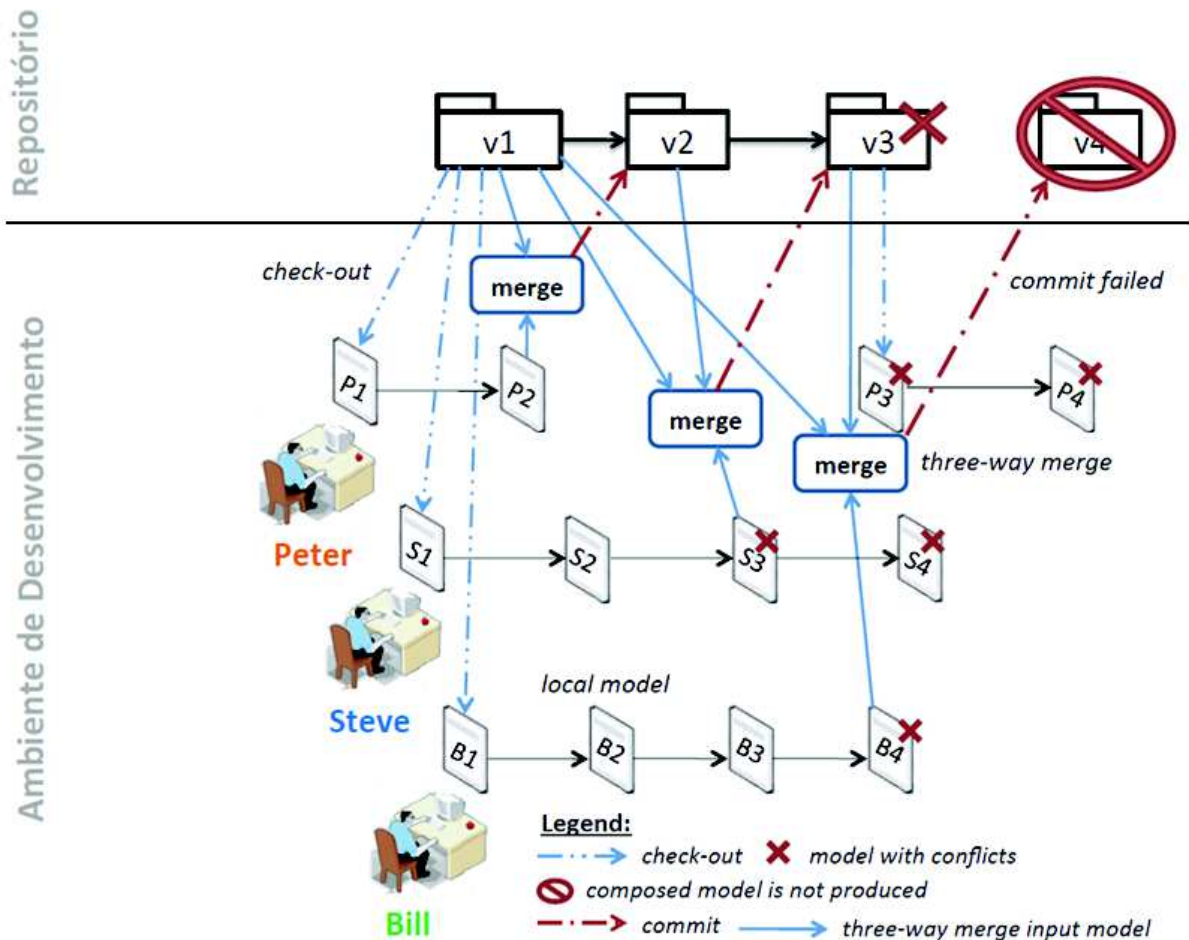 Repositório
v1
v2
v3
v4
check-out
merge
commit failed
P1
P2
merge
P3
P4
merge
three-way merge
Peter
S1
S2
S3
S4
Steve
local model
B1
B2
B3
B4
Bill
Ambiente de Desenvolvimento
Legend:
check-out
model with conflicts
composed model is not produced
commit
three-way merge input model